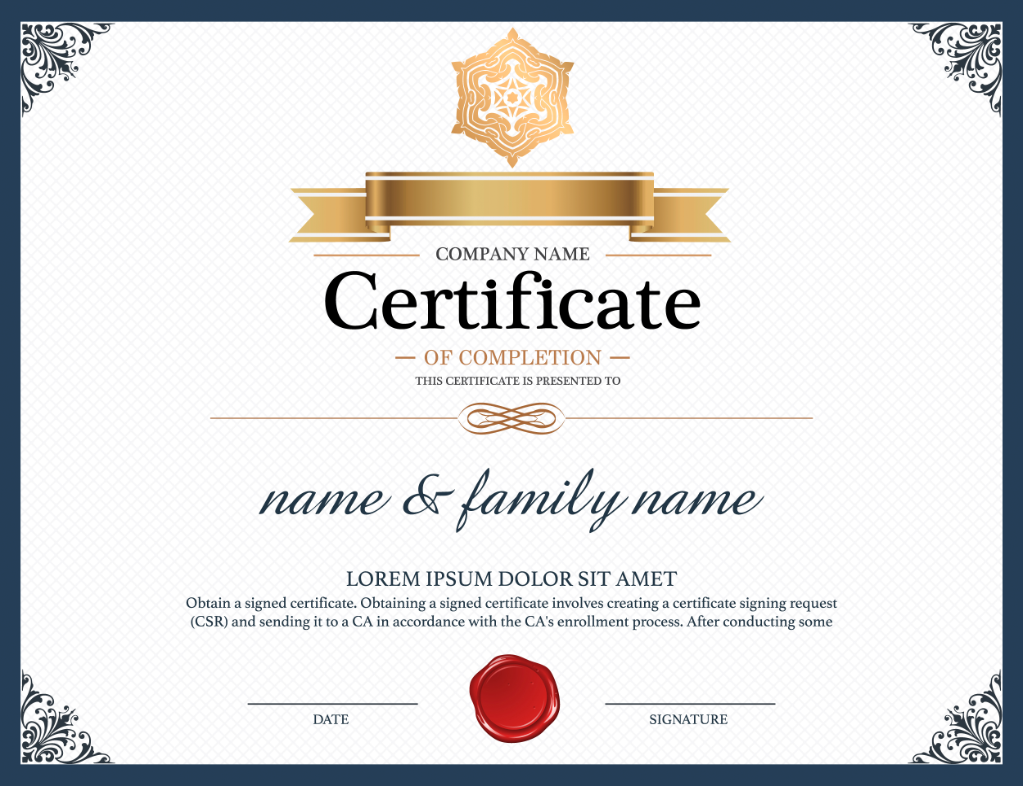 COMPANY NAME
Certificate
— OF COMPLETION —
THIS CERTIFICATE IS PRESENTED TO
name & family name
LOREM IPSUM DOLOR SIT AMET
Obtain a signed certificate. Obtaining a signed certificate involves creating a certificate signing request
(CSR) and sending it to a CA in accordance with the CA's enrollment process. After conducting some
DATE
SIGNATURE